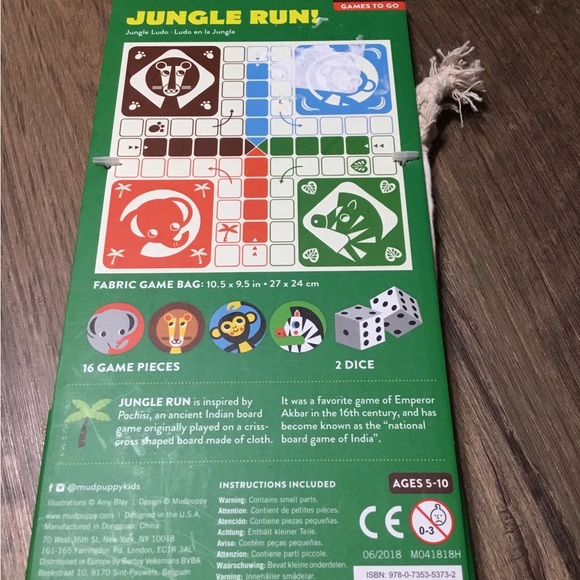 JUNGLE RUN!
GAMES TO GO
Jungle Ludo · Ludo en la Jungla
FABRIC GAME BAG: 10.5 x 9.5 in • 27 x 24 cm
16 GAME PIECES
2 DICE
JUNGLE RUN is inspired by
Pachisi, an ancient Indian board
game originally played on a criss-
cross shaped board made of cloth.
It was a favorite game of Emperor
Akbar in the 16th century, and has
become known as the “national
board game of India”.
@mudpuppykids
Illustrations © Amy Blay | Design © Mudpuppy
www.mudpuppy.com | Designed in the U.S.A.
Manufactured in Dongguan, China
70 West 36th St, New York, NY 10018
161-165 Farringdon Rd, London, EC1R 3AL
Distributed in Europe by Bertoy Vekemans BVBA
Beekstraat 10, 9170 Sint-Pauwels, Belgium
INSTRUCTIONS INCLUDED
Warning: Contains small parts.
Attention: Contient de petites pièces.
Atención: Contiene piezas pequeñas.
Achtung: Enthält kleiner Teile.
Aviso: Contém peças pequenas.
Attenzione: Contiene parti piccole.
Waarschuwing: Bevat kleine onderdelen.
Varning: Innehåller smådelar.
AGES 5-10
CE
0-3
06/2018 M041818H
ISBN: 978-0-7353-5373-2